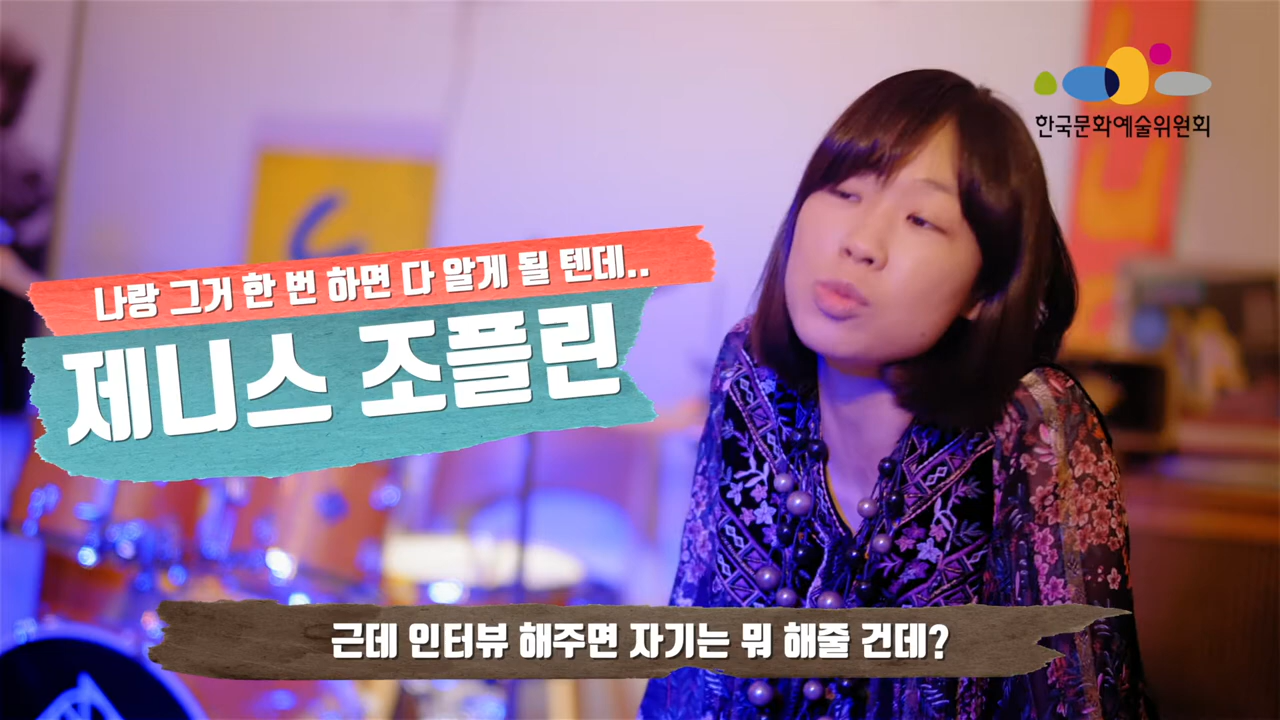 한국문화예술위원회
나랑 그거 한 번 하면 다 알게 될 텐데..
제니스 조플린
근데 인터뷰 해주면 자기는 뭐 해줄 건데?